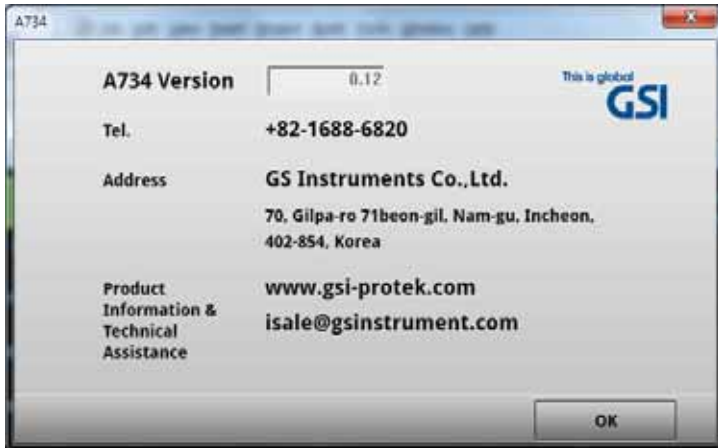 A734
A734 Version 0.12
This is global
GSI
Tel. +82-1688-6820
Address GS Instruments Co.,Ltd.
70, Gilpa-ro 71beon-gil, Nam-gu, Incheon,
402-854, Korea
Product
Information &
Technical
Assistance
www.gsi-protek.com
isale@gsinstrument.com
OK